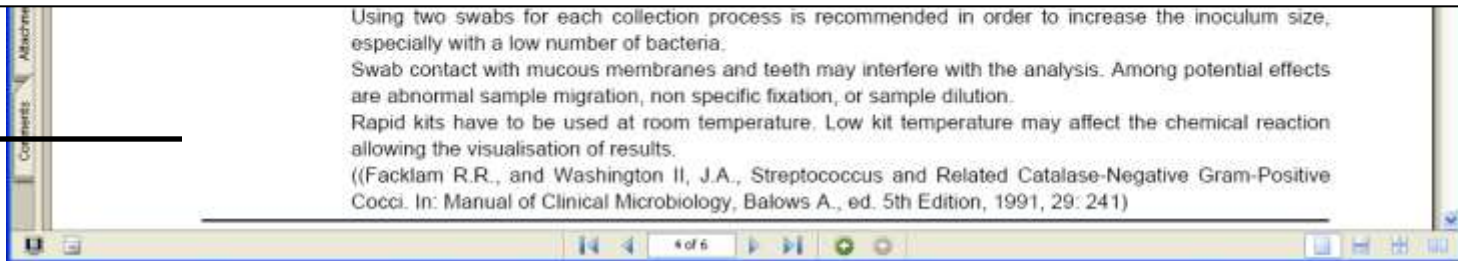 Attachme
Comments
Using two swabs for each collection process is recommended in order to increase the inoculum size,
especially with a low number of bacteria.
Swab contact with mucous membranes and teeth may interfere with the analysis. Among potential effects
are abnormal sample migration, non specific fixation, or sample dilution.
Rapid kits have to be used at room temperature. Low kit temperature may affect the chemical reaction
allowing the visualisation of results.
((Facklam R.R., and Washington II, J.A., Streptococcus and Related Catalase-Negative Gram-Positive
Cocci. In: Manual of Clinical Microbiology, Balows A., ed. 5th Edition, 1991, 29: 241)
4 of 6